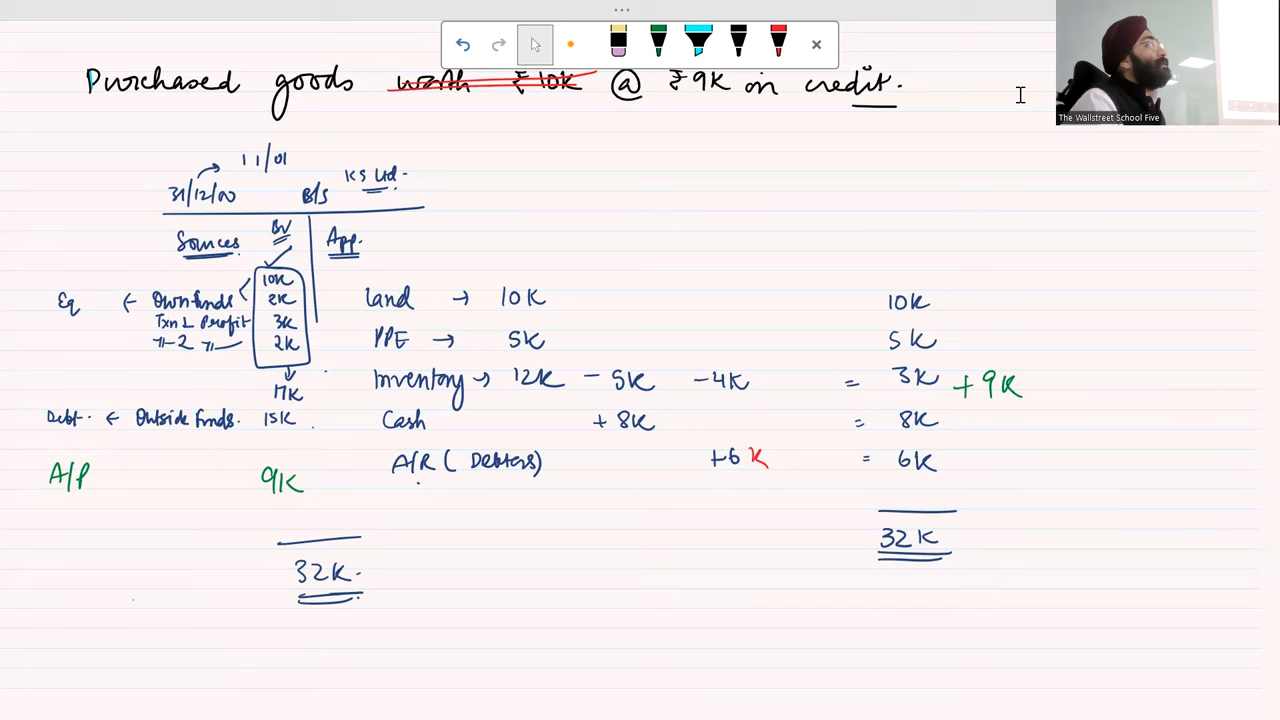 Purchased goods worth ₹10K @ ₹9K on credit.
The Wallstreet School Five
11/01
31/12/00 B/S KS Ltd.
Sources BV App.
10K
Eq ← Own funds 2K Land → 10K 10K
Txn 1 Profit 3K
2 2K PPE → 5K 5K
17K Inventory → 12K - 5K - 4K = 3K + 9K
Debt ← Outside funds. 15K Cash + 8K = 8K
A/P 9K A/R ( Debtors) +6K = 6K
32K
32K